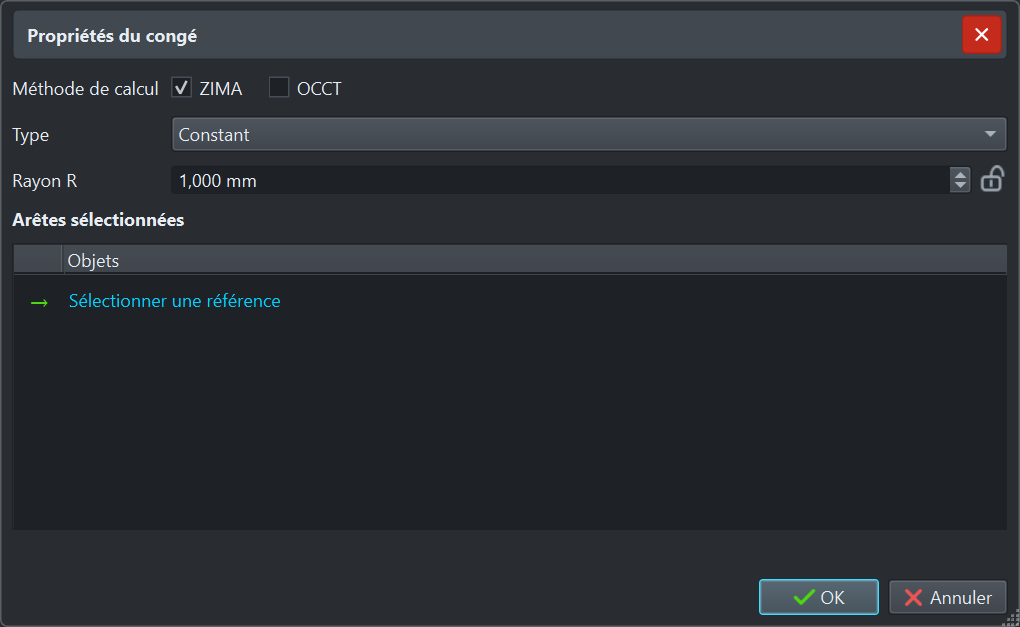 Propriétés du congé
Méthode de calcul ZIMA OCCT
Type Constant
Rayon R 1,000 mm
Arêtes sélectionnées
Objets
Sélectionner une référence
OK Annuler